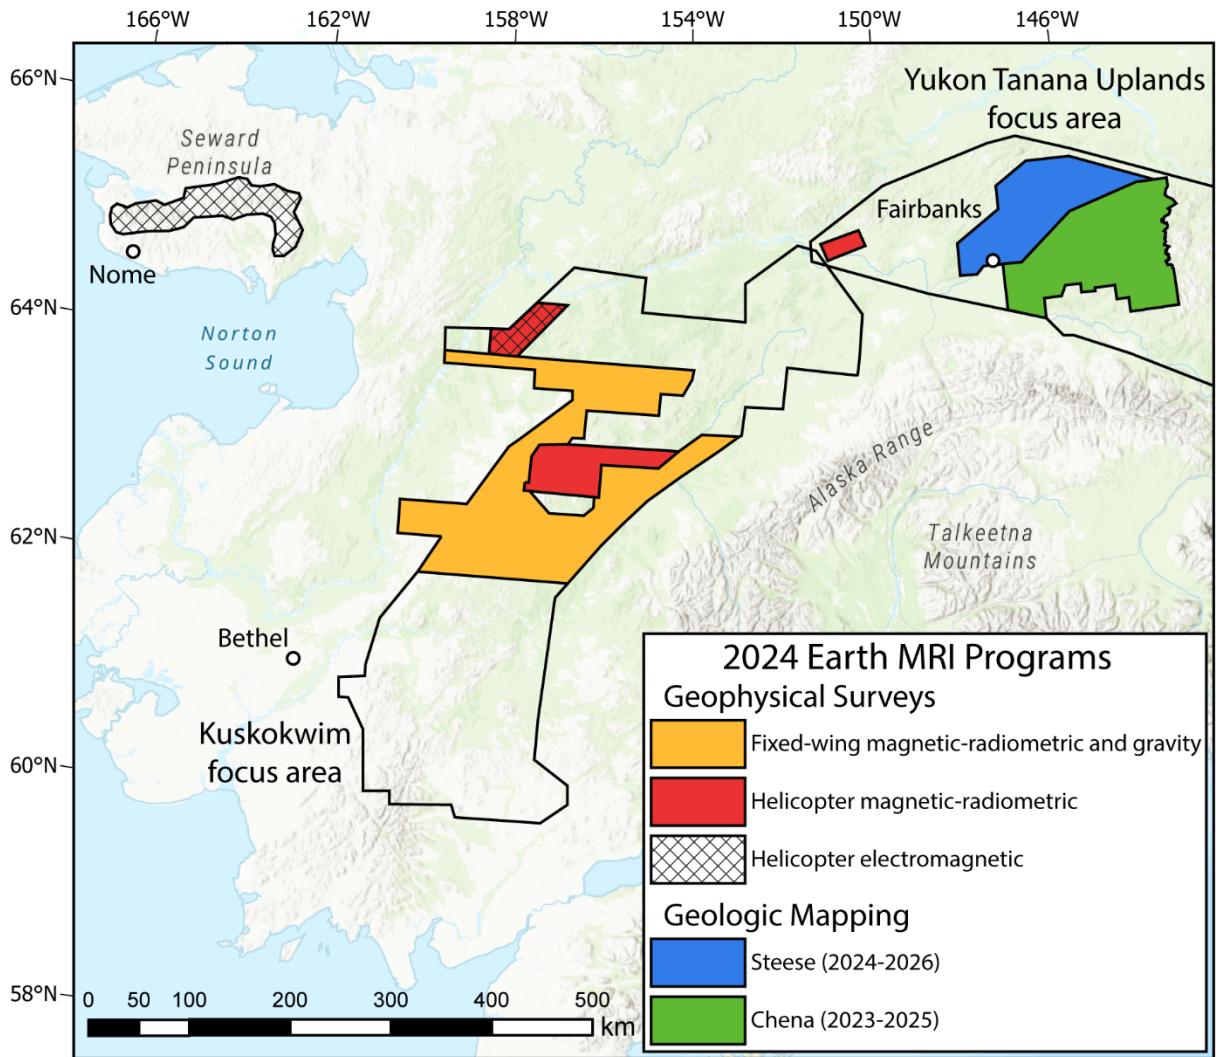 166°W
162°W
158°W
154°W
150°W
146°W
66°N
64°N
62°N
60°N
58°N
Yukon Tanana Uplands
focus area
Seward
Peninsula
Fairbanks
Nome
Norton
Sound
Alaska Range
Talkeetna
Mountains
Bethel
Kuskokwim
focus area
2024 Earth MRI Programs
Geophysical Surveys
Fixed-wing magnetic-radiometric and gravity
Helicopter magnetic-radiometric
Helicopter electromagnetic
Geologic Mapping
Steese (2024-2026)
Chena (2023-2025)
0 50 100 200 300 400 500
km